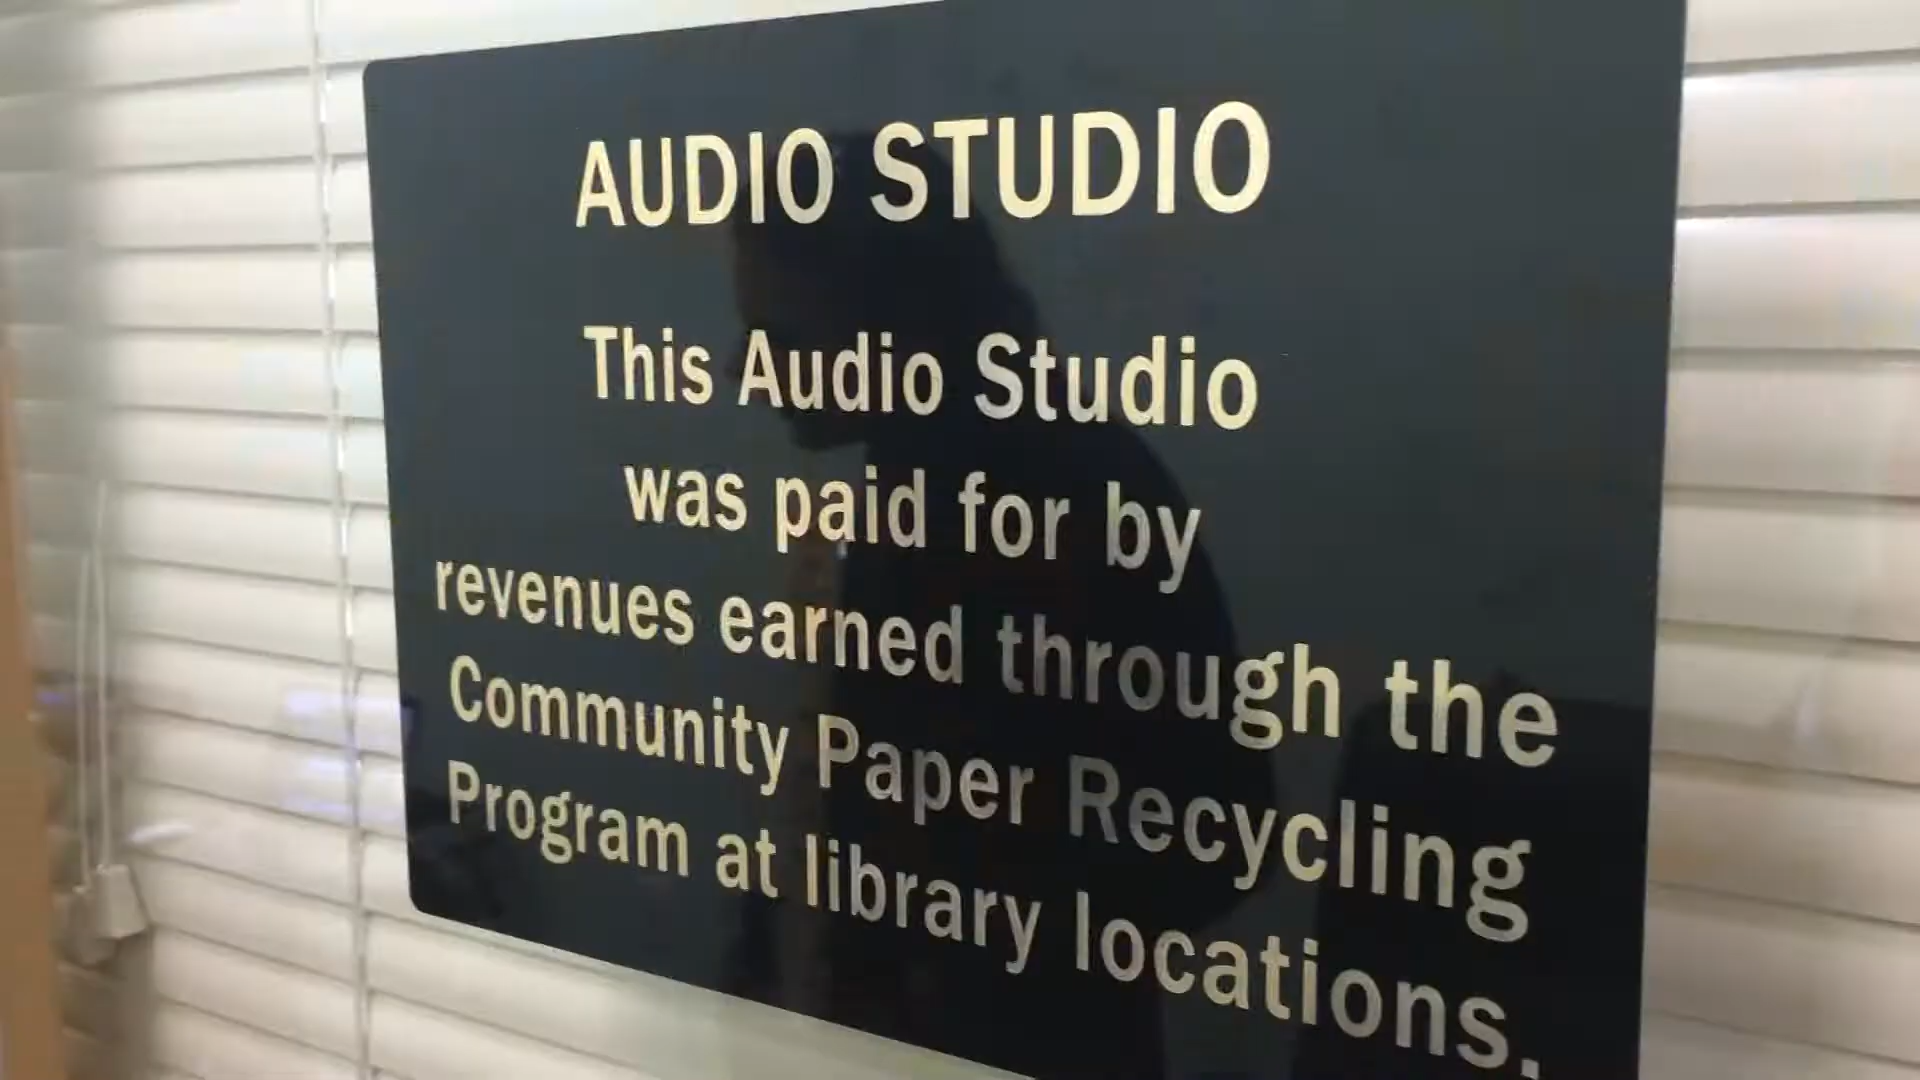 AUDIO STUDIO
This Audio Studio
was paid for by
revenues earned through the
Community Paper Recycling
Program at library locations.